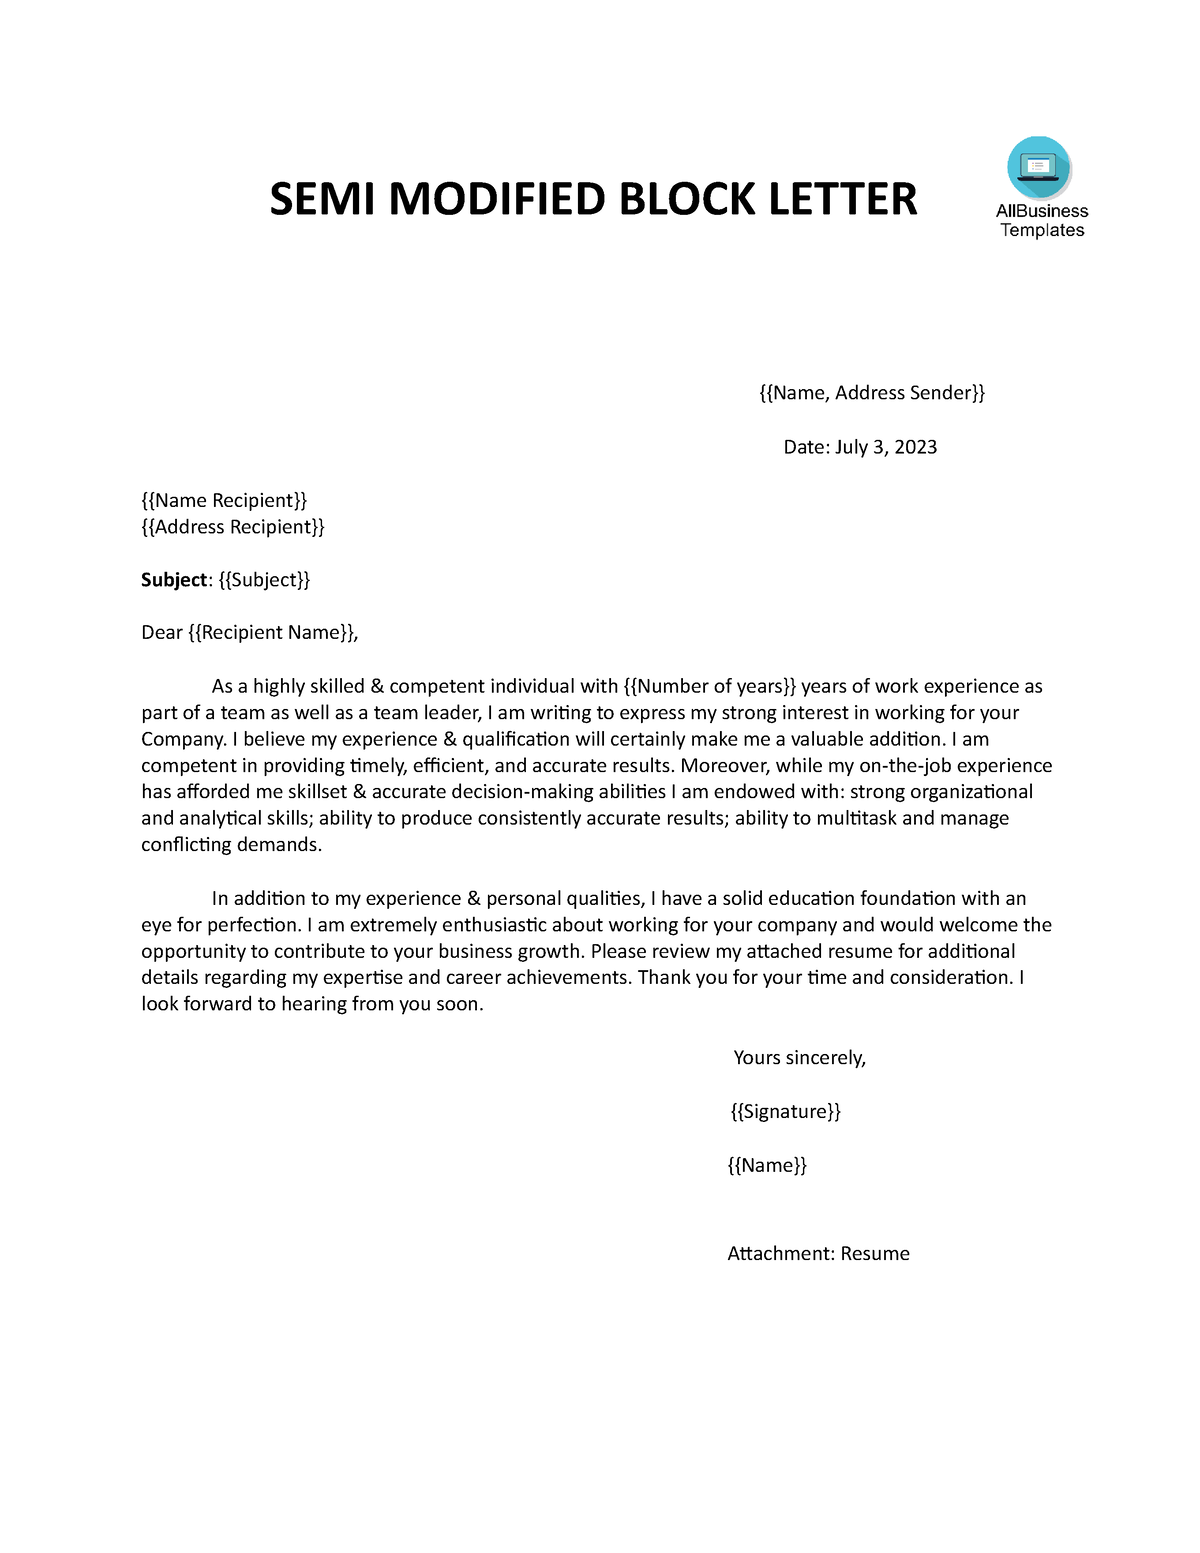 SEMI MODIFIED BLOCK LETTER
AllBusiness
Templates
{{Name, Address Sender}}
Date: July 3, 2023
{{Name Recipient}}
{{Address Recipient}}
Subject: {{Subject}}
Dear {{Recipient Name}},
As a highly skilled & competent individual with {{Number of years}} years of work experience as
part of a team as well as a team leader, I am writing to express my strong interest in working for your
Company. I believe my experience & qualification will certainly make me a valuable addition. I am
competent in providing timely, efficient, and accurate results. Moreover, while my on-the-job experience
has afforded me skillset & accurate decision-making abilities I am endowed with: strong organizational
and analytical skills; ability to produce consistently accurate results; ability to multitask and manage
conflicting demands.
In addition to my experience & personal qualities, I have a solid education foundation with an
eye for perfection. I am extremely enthusiastic about working for your company and would welcome the
opportunity to contribute to your business growth. Please review my attached resume for additional
details regarding my expertise and career achievements. Thank you for your time and consideration. I
look forward to hearing from you soon.
Yours sincerely,
{{Signature}}
{{Name}}
Attachment: Resume